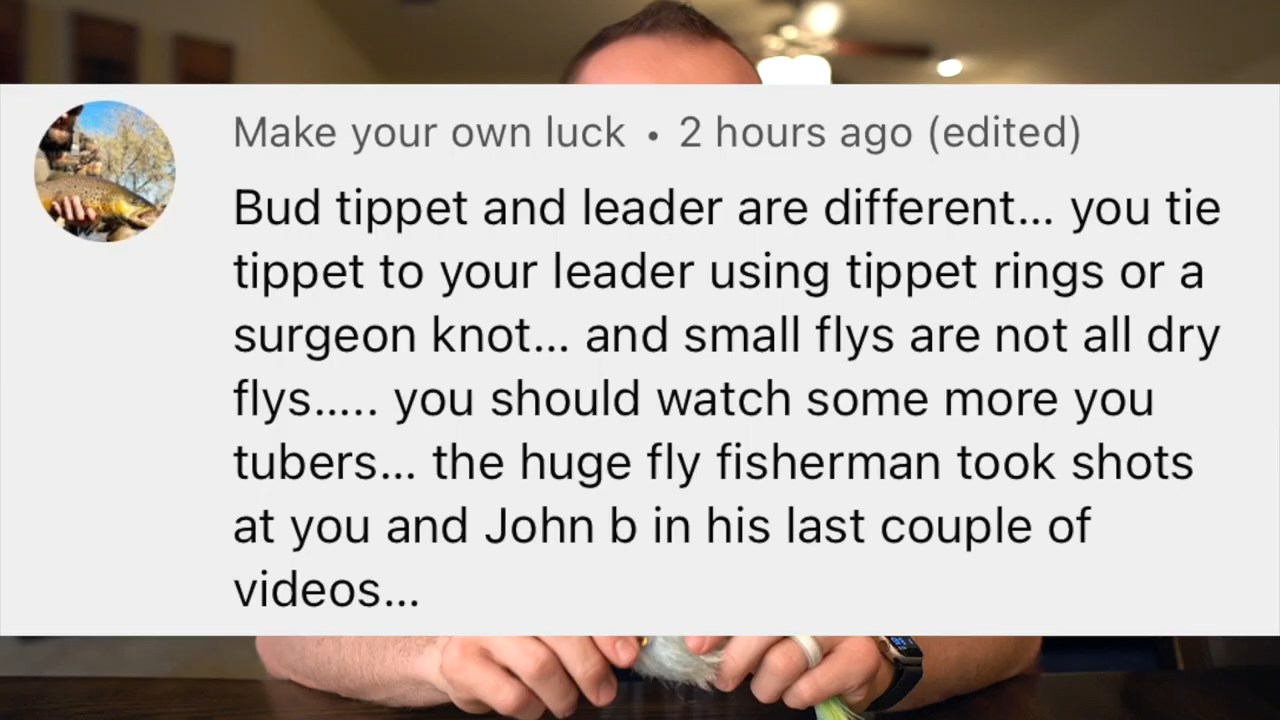 Make your own luck • 2 hours ago (edited)
Bud tippet and leader are different... you tie
tippet to your leader using tippet rings or a
surgeon knot... and small flys are not all dry
flys..... you should watch some more you
tubers... the huge fly fisherman took shots
at you and John b in his last couple of
videos...